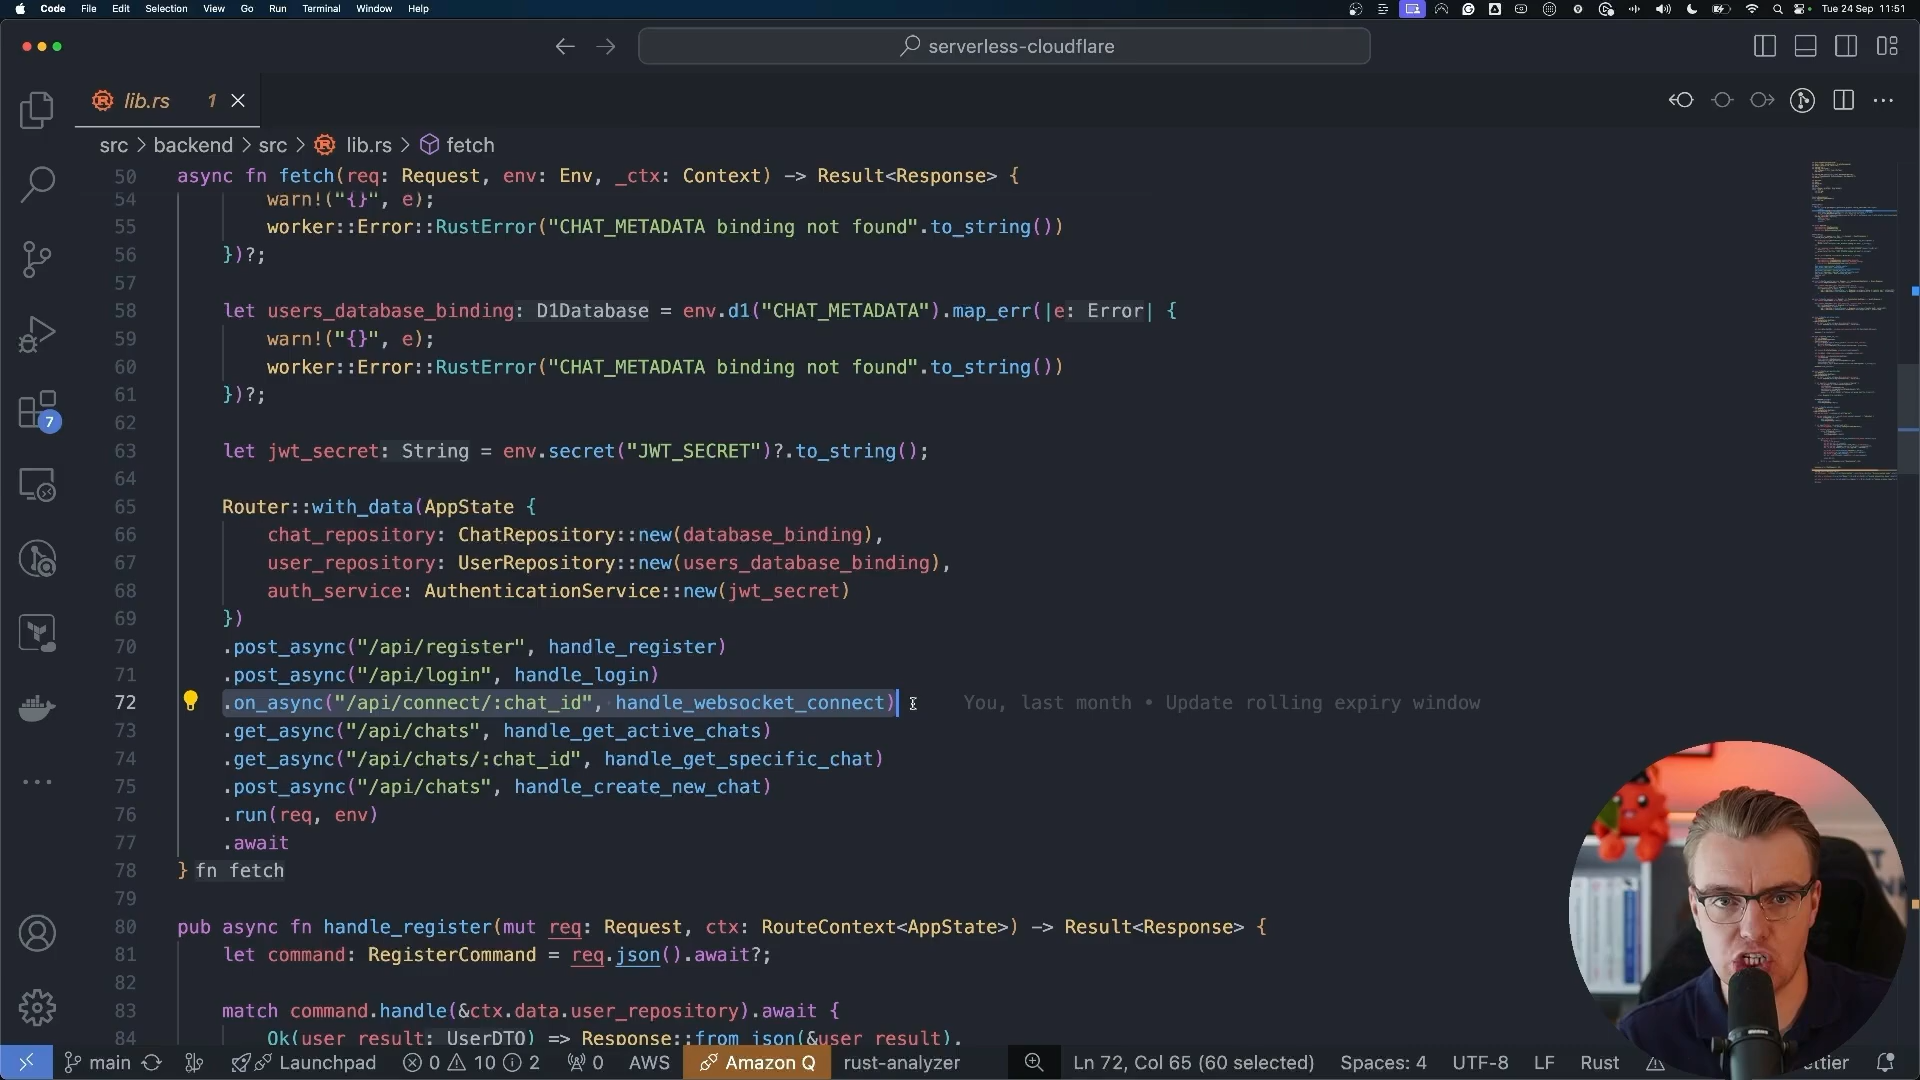 Code File Edit Selection View Go Run Terminal Window Help Tue 24 Sep 11:51
serverless-cloudflare
lib.rs 1
src > backend > src > lib.rs > fetch
50 async fn fetch(req: Request, env: Env, _ctx: Context) -> Result<Response> {
54 warn!("{}", e);
55 worker::Error::RustError("CHAT_METADATA binding not found".to_string())
56 })?;
57
58 let users_database_binding: D1Database = env.d1("CHAT_METADATA").map_err(|e: Error| {
59 warn!("{}", e);
60 worker::Error::RustError("CHAT_METADATA binding not found".to_string())
61 })?;
62
63 let jwt_secret: String = env.secret("JWT_SECRET")?.to_string();
64
65 Router::with_data(AppState {
66 chat_repository: ChatRepository::new(database_binding),
67 user_repository: UserRepository::new(users_database_binding),
68 auth_service: AuthenticationService::new(jwt_secret)
69 })
70 .post_async("/api/register", handle_register)
71 .post_async("/api/login", handle_login)
72 .on_async("/api/connect/:chat_id", handle_websocket_connect) You, last month • Update rolling expiry window
73 .get_async("/api/chats", handle_get_active_chats)
74 .get_async("/api/chats/:chat_id", handle_get_specific_chat)
75 .post_async("/api/chats", handle_create_new_chat)
76 .run(req, env)
77 .await
78 } fn fetch
79
80 pub async fn handle_register(mut req: Request, ctx: RouteContext<AppState>) -> Result<Response> {
81 let command: RegisterCommand = req.json().await?;
82
83 match command.handle(&ctx.data.user_repository).await {
84 Ok(user_result: UserDTO) => Response::from_json(&user_result),
7
main Launchpad 0 10 2 0 AWS Amazon Q rust-analyzer Ln 72, Col 65 (60 selected) Spaces: 4 UTF-8 LF Rust ettier